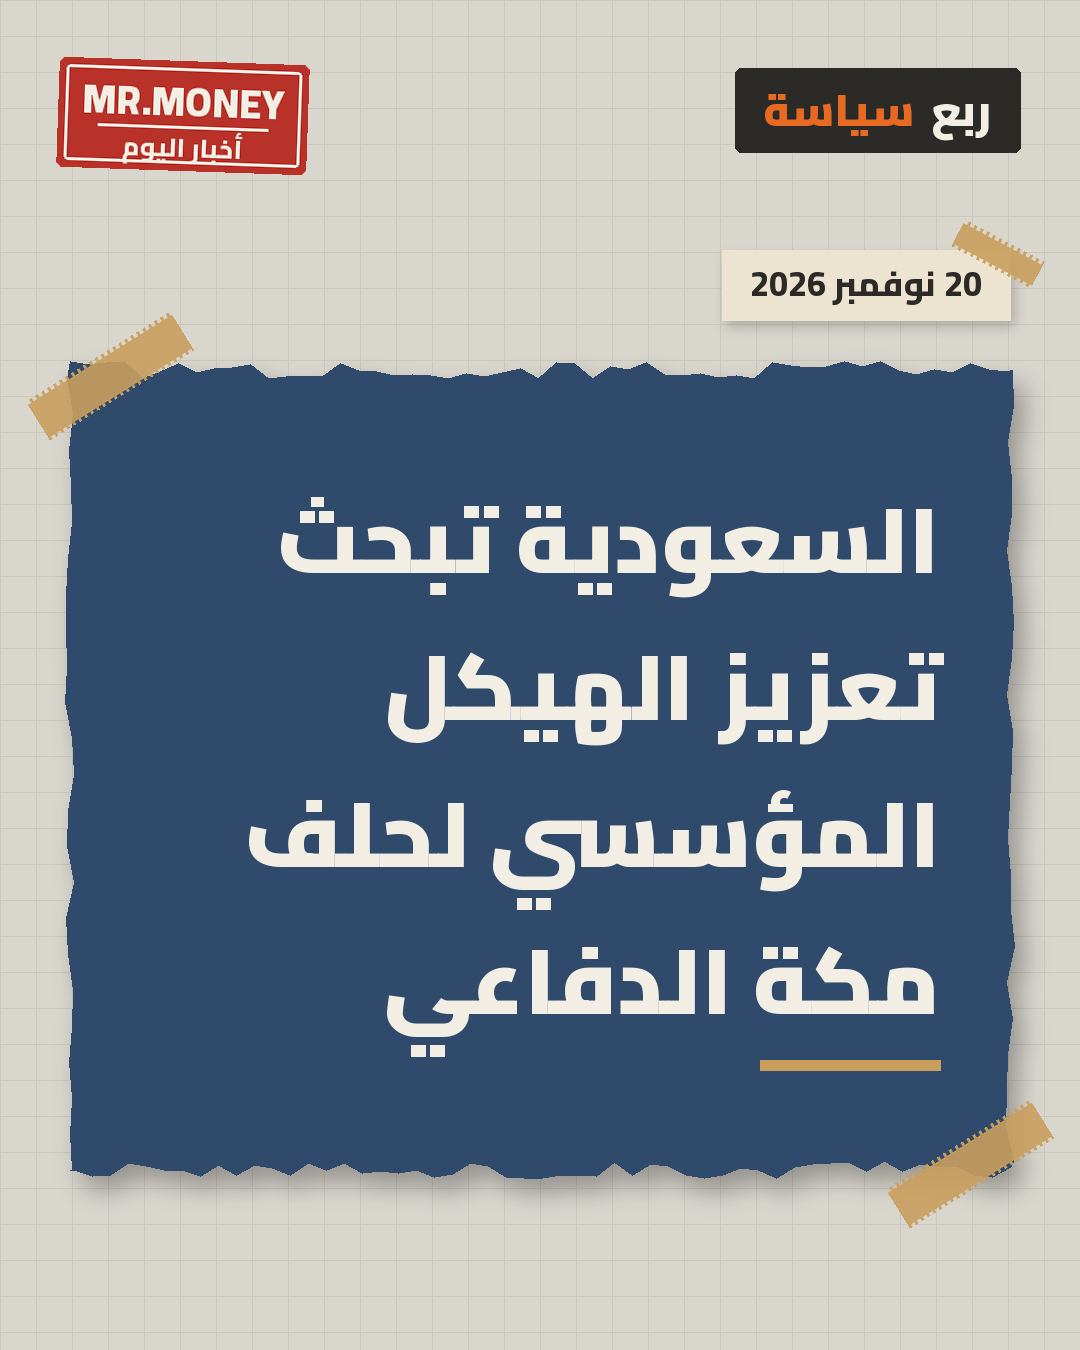 ربع سياسة
MR.MONEY
أخبار اليوم
20 نوفمبر 2026
السعودية تبحث
تعزيز الهيكل
المؤسسي لحلف
مكة الدفاعي